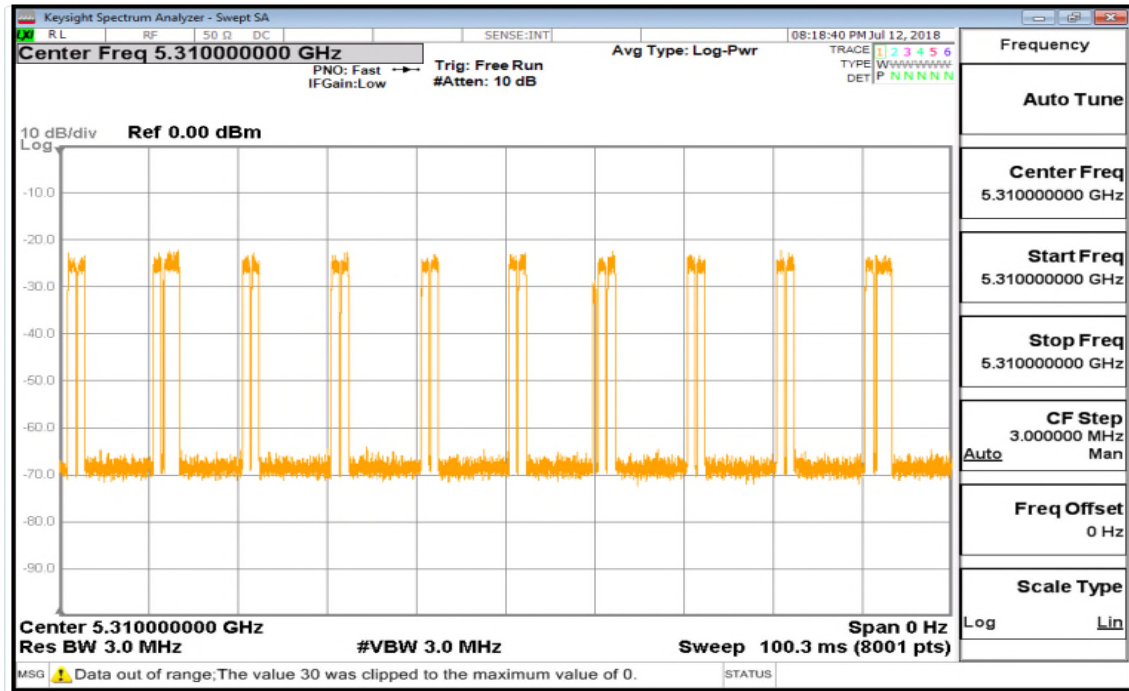 Keysight Spectrum Analyzer - Swept SA
LXI RL RF 50 Ω DC SENSE:INT 08:18:40 PM Jul 12, 2018
Center Freq 5.310000000 GHz
PNO: Fast
IFGain:Low
Trig: Free Run
#Atten: 10 dB
Avg Type: Log-Pwr
TRACE 1 2 3 4 5 6
TYPE WWWWWW
DET P N N N N N
10 dB/div Ref 0.00 dBm
Log
-10.0
-20.0
-30.0
-40.0
-50.0
-60.0
-70.0
-80.0
-90.0
Center 5.310000000 GHz Span 0 Hz
Res BW 3.0 MHz #VBW 3.0 MHz Sweep 100.3 ms (8001 pts)
MSG Data out of range;The value 30 was clipped to the maximum value of 0. STATUS
Frequency
Auto Tune
Center Freq
5.310000000 GHz
Start Freq
5.310000000 GHz
Stop Freq
5.310000000 GHz
CF Step
3.000000 MHz
Auto Man
Freq Offset
0 Hz
Scale Type
Log Lin